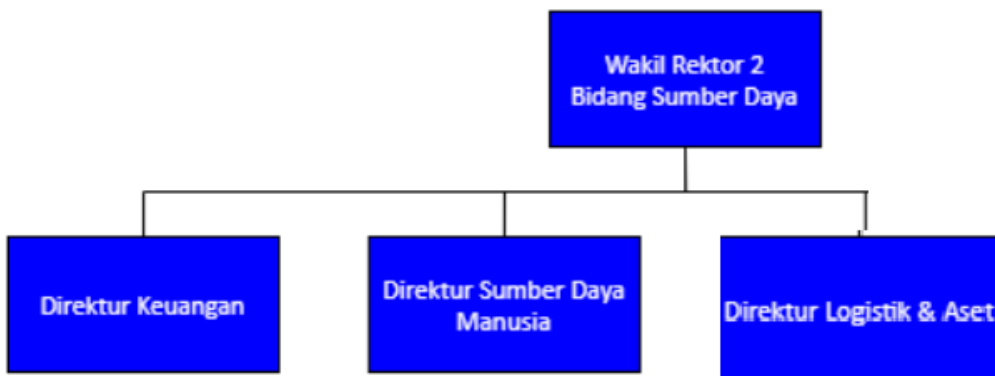 Wakil Rektor 2
Bidang Sumber Daya
Direktur Keuangan
Direktur Sumber Daya
Manusia
Direktur Logistik & Aset